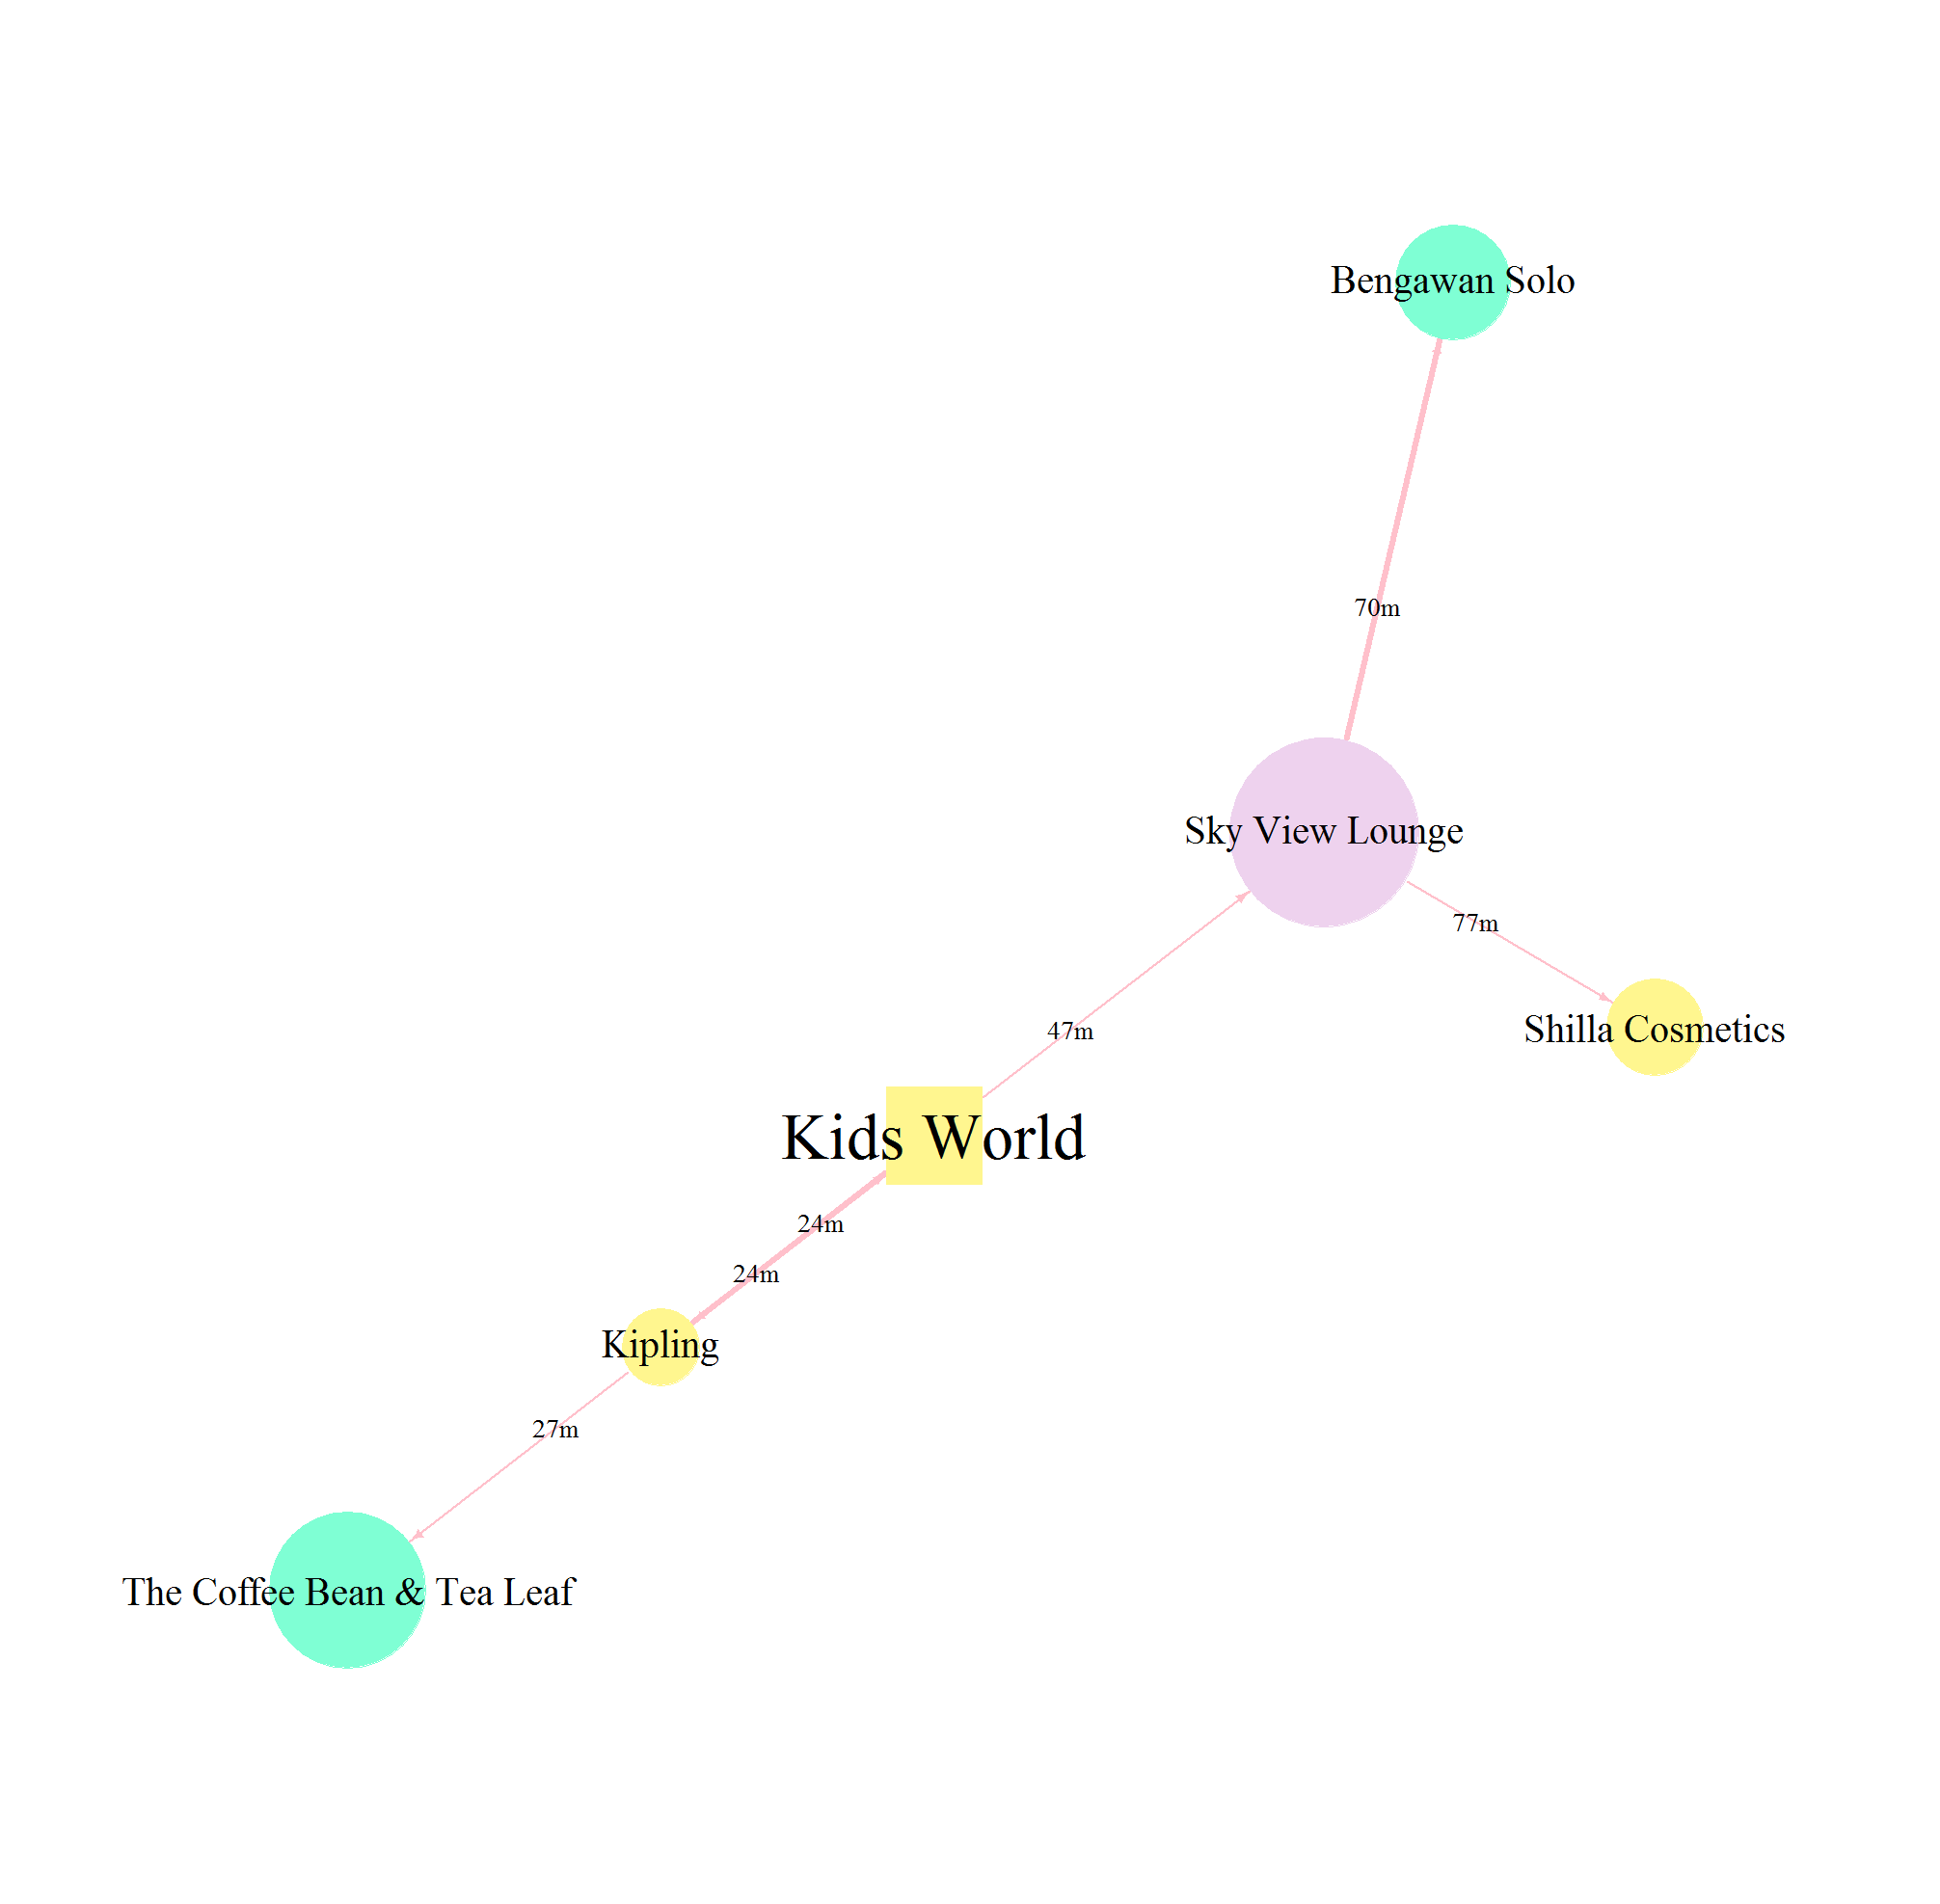 Bengawan Solo
70m
Sky View Lounge
77m
Shilla Cosmetics
47m
Kids World
24m
24m
Kipling
27m
The Coffee Bean & Tea Leaf